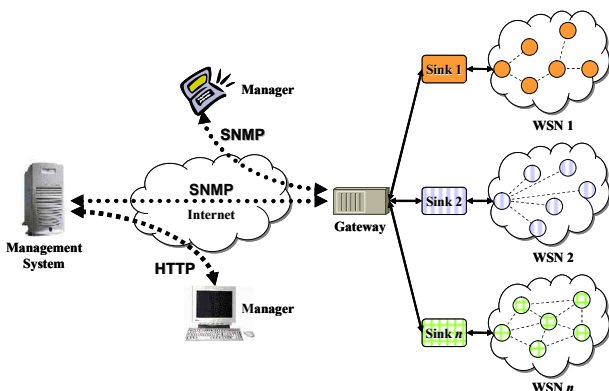 Manager
SNMP
Sink 1
WSN 1
SNMP
Internet
Management
System
Gateway
Sink 2
WSN 2
HTTP
Manager
Sink n
WSN n